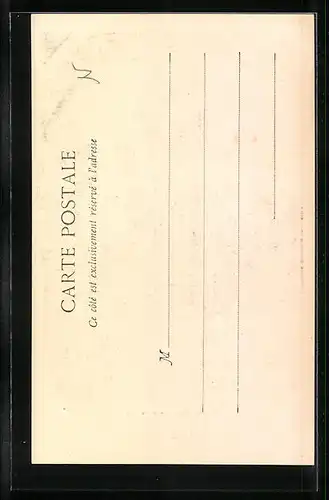 CARTE POSTALE
Ce côté est exclusivement réservé à l'adresse
M